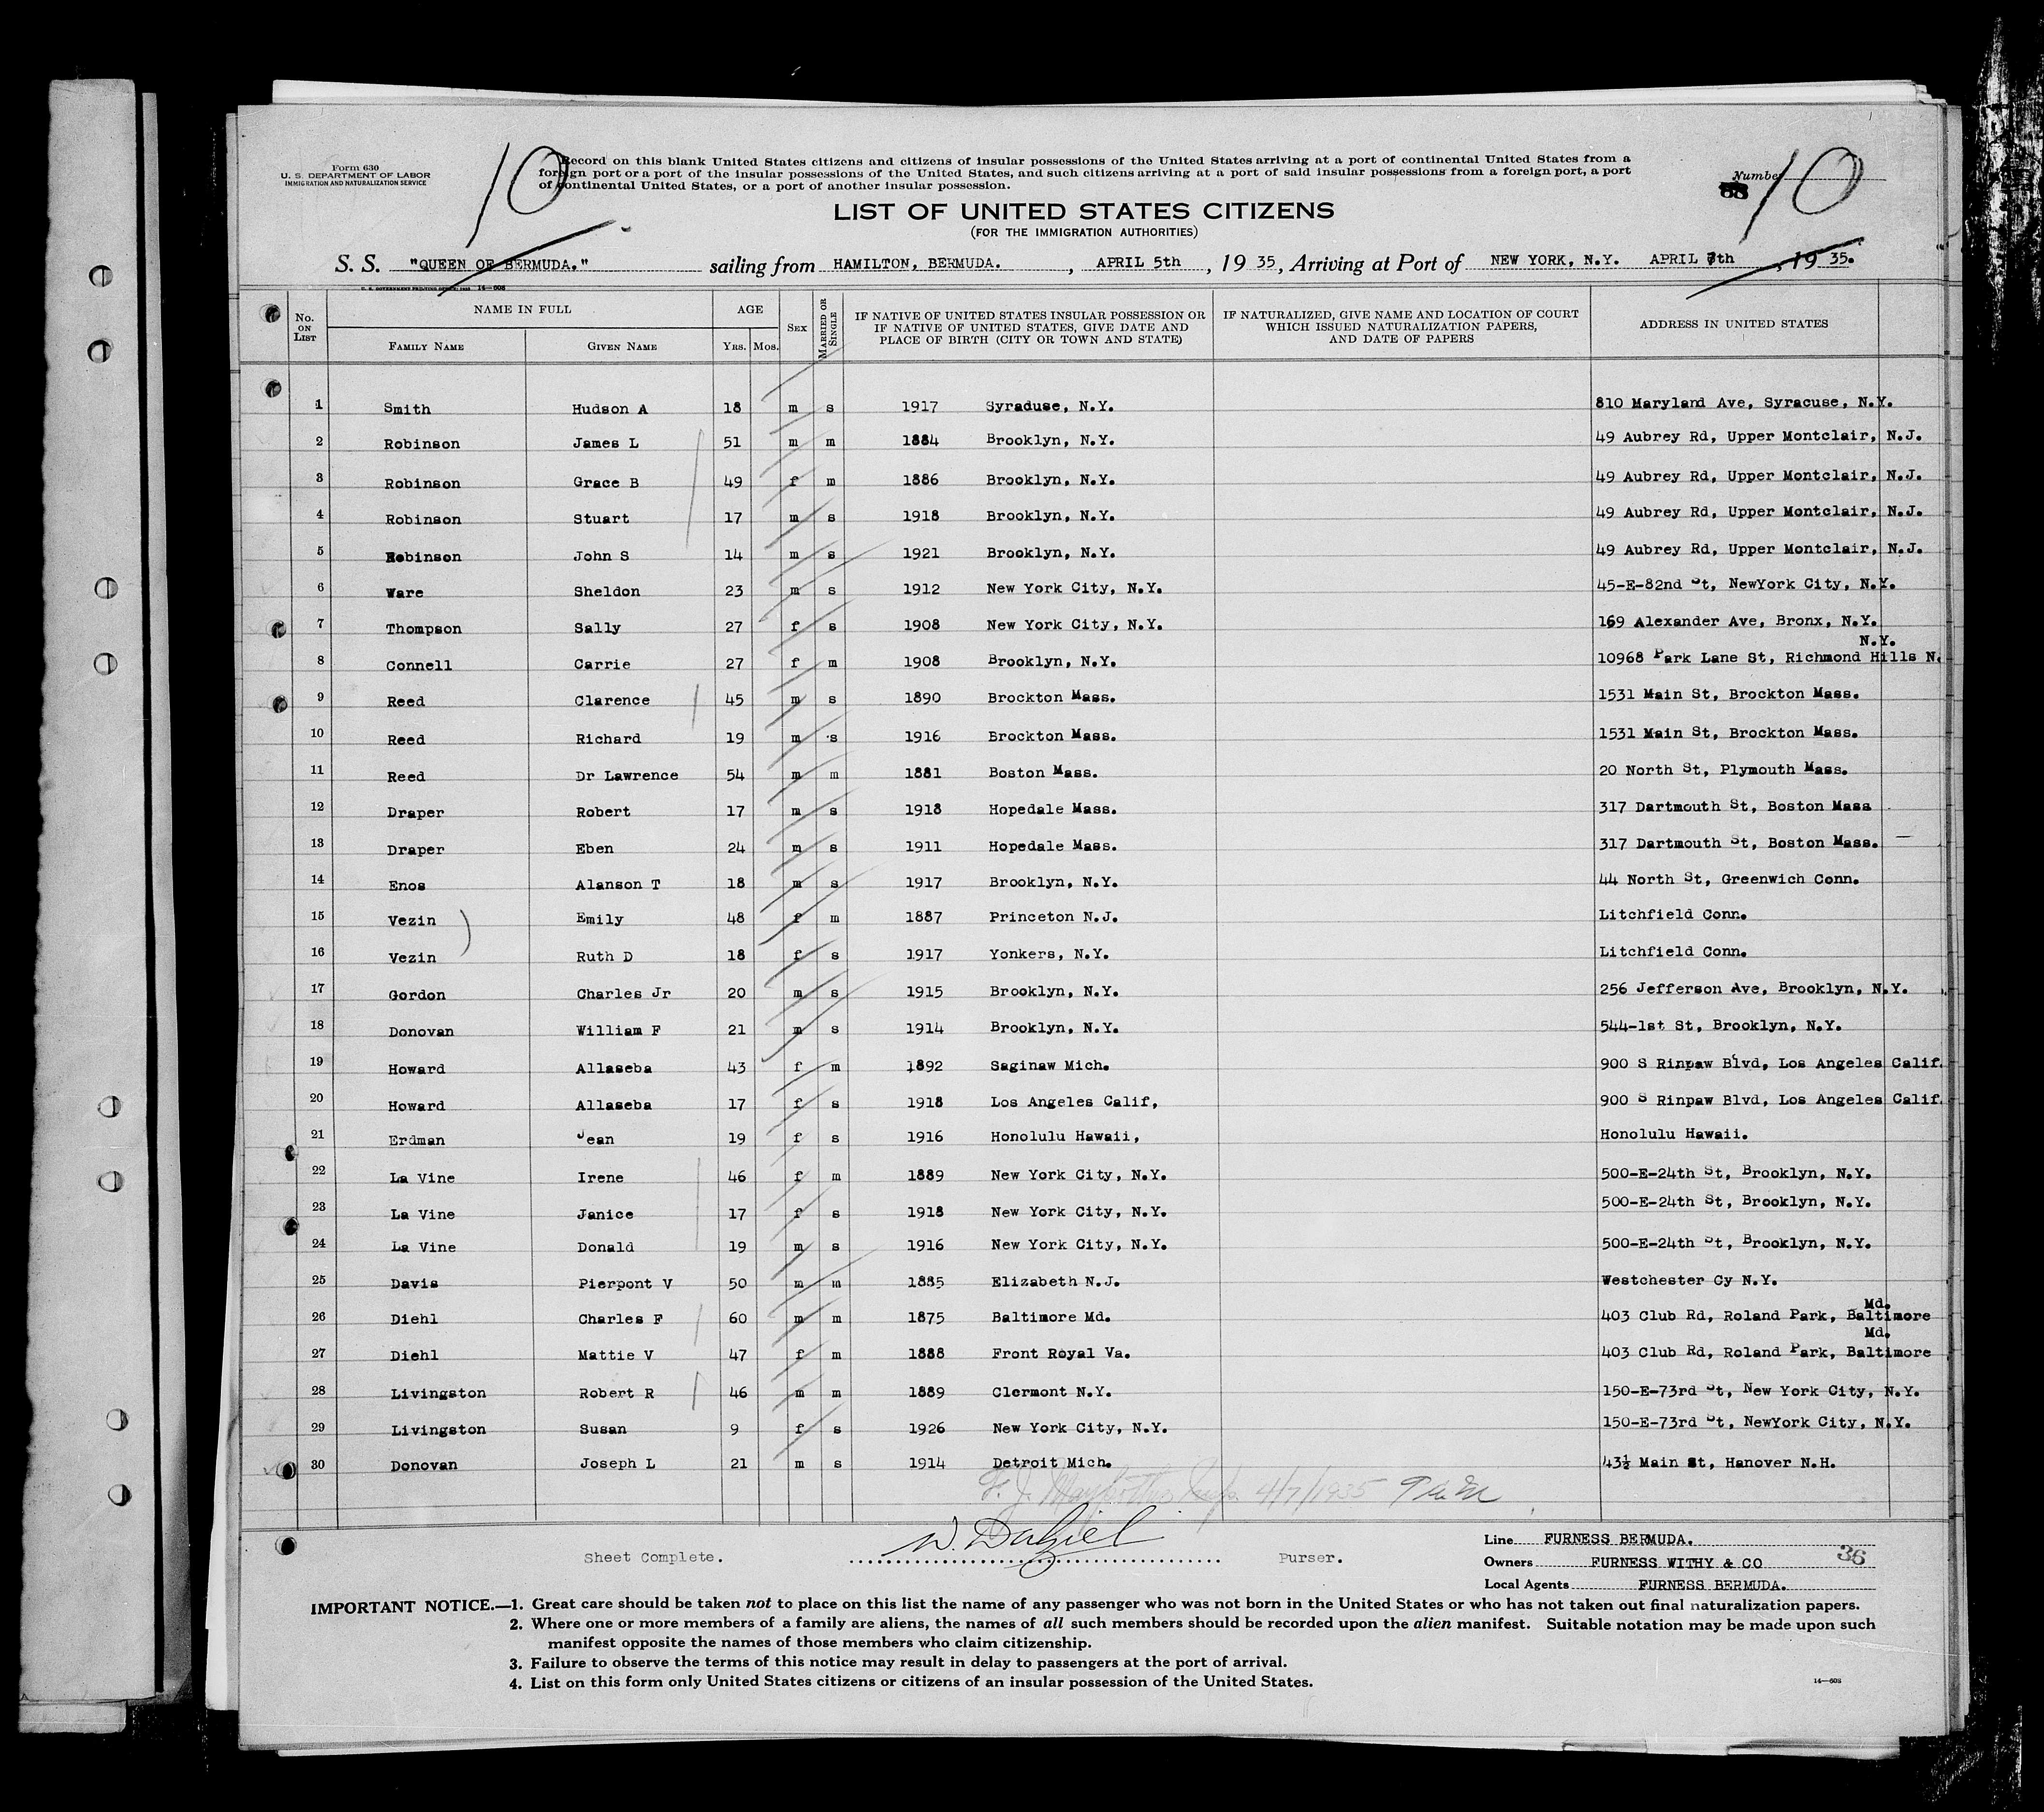 Form 630
U. S. DEPARTMENT OF LABOR
IMMIGRATION AND NATURALIZATION SERVICE
10
Record on this blank United States citizens and citizens of insular possessions of the United States arriving at a port of continental United States from a
foreign port or a port of the insular possessions of the United States, and such citizens arriving at a port of said insular possessions from a foreign port, a port
of continental United States, or a port of another insular possession.
Number
88 10
LIST OF UNITED STATES CITIZENS
(FOR THE IMMIGRATION AUTHORITIES)
S. S. "QUEEN OF BERMUDA." sailing from HAMILTON, BERMUDA., APRIL 5th, 19 35, Arriving at Port of NEW YORK, N.Y. APRIL 7th, 19 35.
U. S. GOVERNMENT PRINTING OFFICE 14—608
No. on List NAME IN FULL AGE SEX MARRIED OR SINGLE IF NATIVE OF UNITED STATES INSULAR POSSESSION OR IF NATIVE OF UNITED STATES, GIVE DATE AND PLACE OF BIRTH (CITY OR TOWN AND STATE) IF NATURALIZED, GIVE NAME AND LOCATION OF COURT WHICH ISSUED NATURALIZATION PAPERS, AND DATE OF PAPERS ADDRESS IN UNITED STATES
FAMILY NAME GIVEN NAME YRS. MOS.
1 Smith Hudson A 18 m s 1917 Syraduse, N.Y. 810 Maryland Ave, Syracuse, N.Y.
2 Robinson James L 51 m m 1884 Brooklyn, N.Y. 49 Aubrey Rd, Upper Montclair, N.J.
3 Robinson Grace B 49 f m 1886 Brooklyn, N.Y. 49 Aubrey Rd, Upper Montclair, N.J.
4 Robinson Stuart 17 m s 1918 Brooklyn, N.Y. 49 Aubrey Rd, Upper Montclair, N.J.
5 Robinson John S 14 m s 1921 Brooklyn, N.Y. 49 Aubrey Rd, Upper Montclair, N.J.
6 Ware Sheldon 23 m s 1912 New York City, N.Y. 45-E-82nd St, NewYork City, N.Y.
7 Thompson Sally 27 f s 1908 New York City, N.Y. 169 Alexander Ave, Bronx, N.Y.
N.Y.
8 Connell Carrie 27 f m 1908 Brooklyn, N.Y. 10968 Park Lane St, Richmond Hills N.
9 Reed Clarence 45 m s 1890 Brockton Mass. 1531 Main St, Brockton Mass.
10 Reed Richard 19 m s 1916 Brockton Mass. 1531 Main St, Brockton Mass.
11 Reed Dr Lawrence 54 m m 1881 Boston Mass. 20 North St, Plymouth Mass.
12 Draper Robert 17 m s 1918 Hopedale Mass. 317 Dartmouth St, Boston Mass
13 Draper Eben 24 m s 1911 Hopedale Mass. 317 Dartmouth St, Boston Mass.
14 Enos Alanson T 18 m s 1917 Brooklyn, N.Y. 44 North St, Greenwich Conn.
15 Vezin Emily 48 f m 1887 Princeton N.J. Litchfield Conn.
16 Vezin Ruth D 18 f s 1917 Yonkers, N.Y. Litchfield Conn.
17 Gordon Charles Jr 20 m s 1915 Brooklyn, N.Y. 256 Jefferson Ave, Brooklyn, N.Y.
18 Donovan William F 21 m s 1914 Brooklyn, N.Y. 544-1st St, Brooklyn, N.Y.
19 Howard Allaseba 43 f m 1892 Saginaw Mich. 900 S Rinpaw Blvd, Los Angeles Calif.
20 Howard Allaseba 17 f s 1918 Los Angeles Calif, 900 S Rinpaw Blvd, Los Angeles Calif.
21 Erdman Jean 19 f s 1916 Honolulu Hawaii, Honolulu Hawaii.
22 La Vine Irene 46 f m 1889 New York City, N.Y. 500-E-24th St, Brooklyn, N.Y.
23 La Vine Janice 17 f s 1918 New York City, N.Y. 500-E-24th St, Brooklyn, N.Y.
24 La Vine Donald 19 m s 1916 New York City, N.Y. 500-E-24th St, Brooklyn, N.Y.
25 Davis Pierpont V 50 m m 1885 Elizabeth N.J. Westchester Cy N.Y.
Md.
26 Diehl Charles F 60 m m 1875 Baltimore Md. 403 Club Rd, Roland Park, Baltimore
Md.
27 Diehl Mattie V 47 f m 1888 Front Royal Va. 403 Club Rd, Roland Park, Baltimore
28 Livingston Robert R 46 m m 1889 Clermont N.Y. 150-E-73rd St, New York City, N.Y.
29 Livingston Susan 9 f s 1926 New York City, N.Y. 150-E-73rd St, NewYork City, N.Y.
30 Donovan Joseph L 21 m s 1914 Detroit Mich. 43½ Main St, Hanover N.H.
4/7/1935
Sheet Complete. W. Dalziel Purser.
Line FURNESS BERMUDA.
Owners FURNESS WITHY & CO 36
Local Agents FURNESS BERMUDA.
IMPORTANT NOTICE.—1. Great care should be taken not to place on this list the name of any passenger who was not born in the United States or who has not taken out final naturalization papers.
2. Where one or more members of a family are aliens, the names of all such members should be recorded upon the alien manifest. Suitable notation may be made upon such
manifest opposite the names of those members who claim citizenship.
3. Failure to observe the terms of this notice may result in delay to passengers at the port of arrival.
4. List on this form only United States citizens or citizens of an insular possession of the United States.
14—608